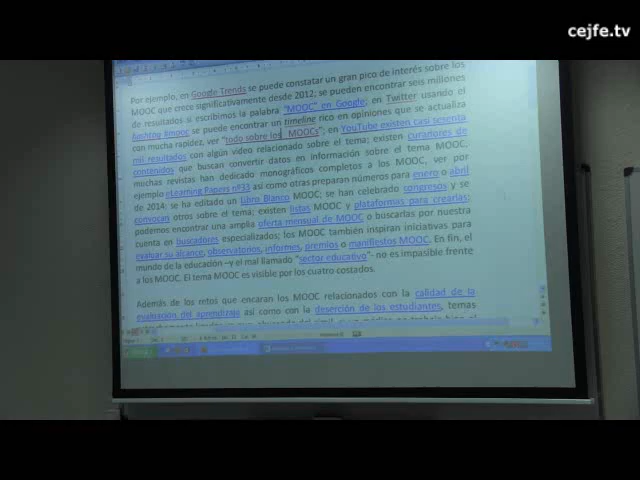 cejfe.tv
Por ejemplo, en Google Trends se puede constatar un gran pico de interés sobre los
MOOC que crece significativamente desde 2012; se pueden encontrar seis millones
de resultados si escribimos la palabra "MOOC" en Google; en Twitter usando el
hashtag #mooc se puede encontrar un timeline rico en opiniones que se actualiza
con mucha rapidez, ver "todo sobre los MOOCs"; en YouTube existen casi sesenta
mil resultados con algún video relacionado sobre el tema; existen curadores de
contenidos que buscan convertir datos en información sobre el tema MOOC,
muchas revistas han dedicado monográficos completos a los MOOC, ver por
ejemplo eLearning Papers nº33 así como otras preparan números para enero o abril
de 2014; se ha editado un Libro Blanco MOOC; se han celebrado congresos y se
convocan otros sobre el tema; existen listas MOOC y plataformas para crearlas;
podemos encontrar una amplia oferta mensual de MOOC o buscarlas por nuestra
cuenta en buscadores especializados; los MOOC también inspiran iniciativas para
evaluar su alcance, observatorios, informes, premios o manifiestos MOOC. En fin, el
mundo de la educación –y el mal llamado "sector educativo"- no es impasible frente
a los MOOC. El tema MOOC es visible por los cuatro costados.
Además de los retos que encaran los MOOC relacionados con la calidad de la
evaluación del aprendizaje así como con la deserción de los estudiantes, temas